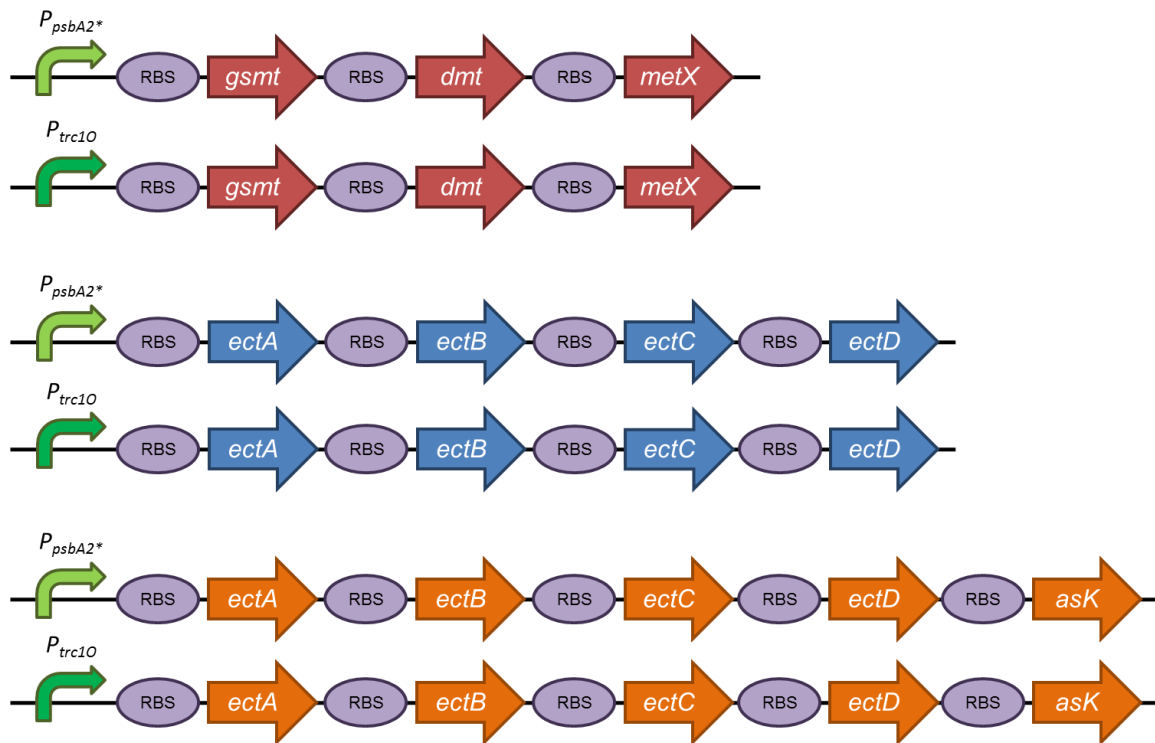 PpsbA2*
RBS gsmt RBS dmt RBS metX
Ptrc1O
RBS gsmt RBS dmt RBS metX
PpsbA2*
RBS ectA RBS ectB RBS ectC RBS ectD
Ptrc1O
RBS ectA RBS ectB RBS ectC RBS ectD
PpsbA2*
RBS ectA RBS ectB RBS ectC RBS ectD RBS asK
Ptrc1O
RBS ectA RBS ectB RBS ectC RBS ectD RBS asK